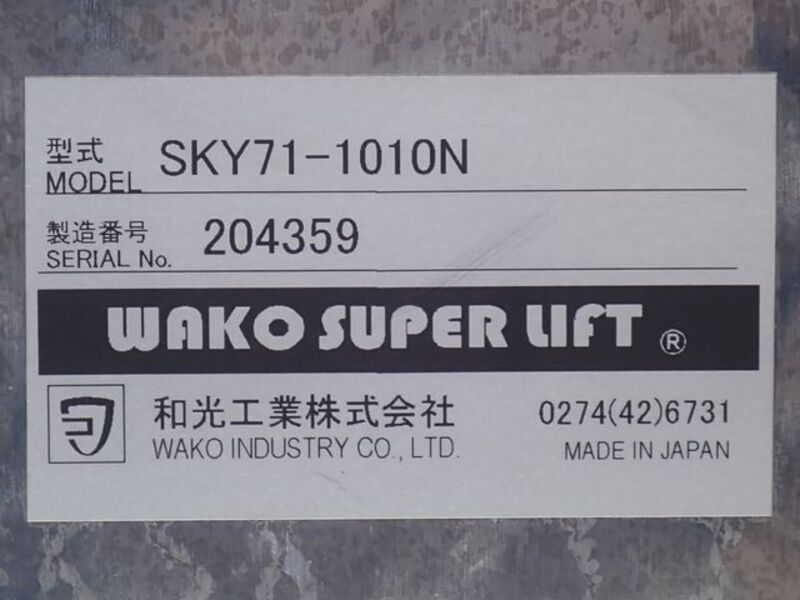 型式 SKY71-1010N
MODEL
製造番号 204359
SERIAL No.
WAKO SUPER LIFT ®
和光工業株式会社 0274(42)6731
WAKO INDUSTRY CO., LTD. MADE IN JAPAN